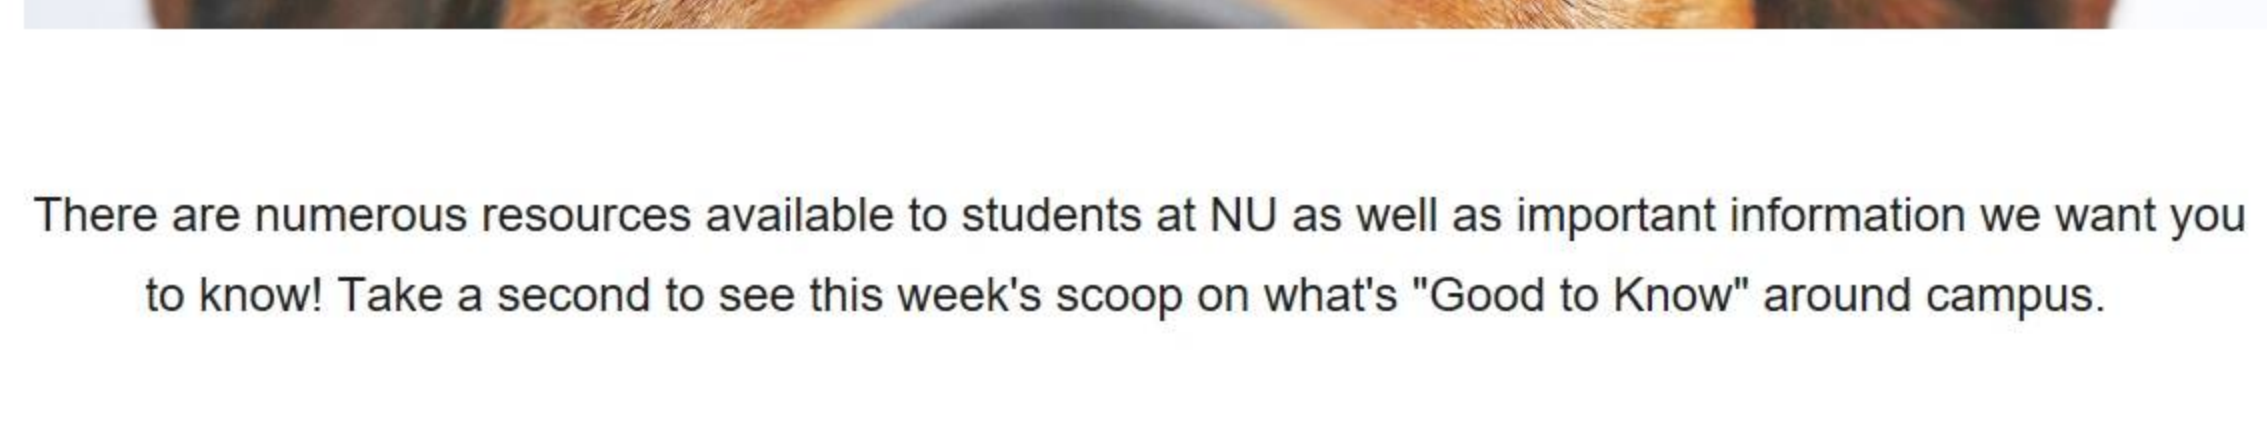 There are numerous resources available to students at NU as well as important information we want you
to know! Take a second to see this week's scoop on what's "Good to Know" around campus.